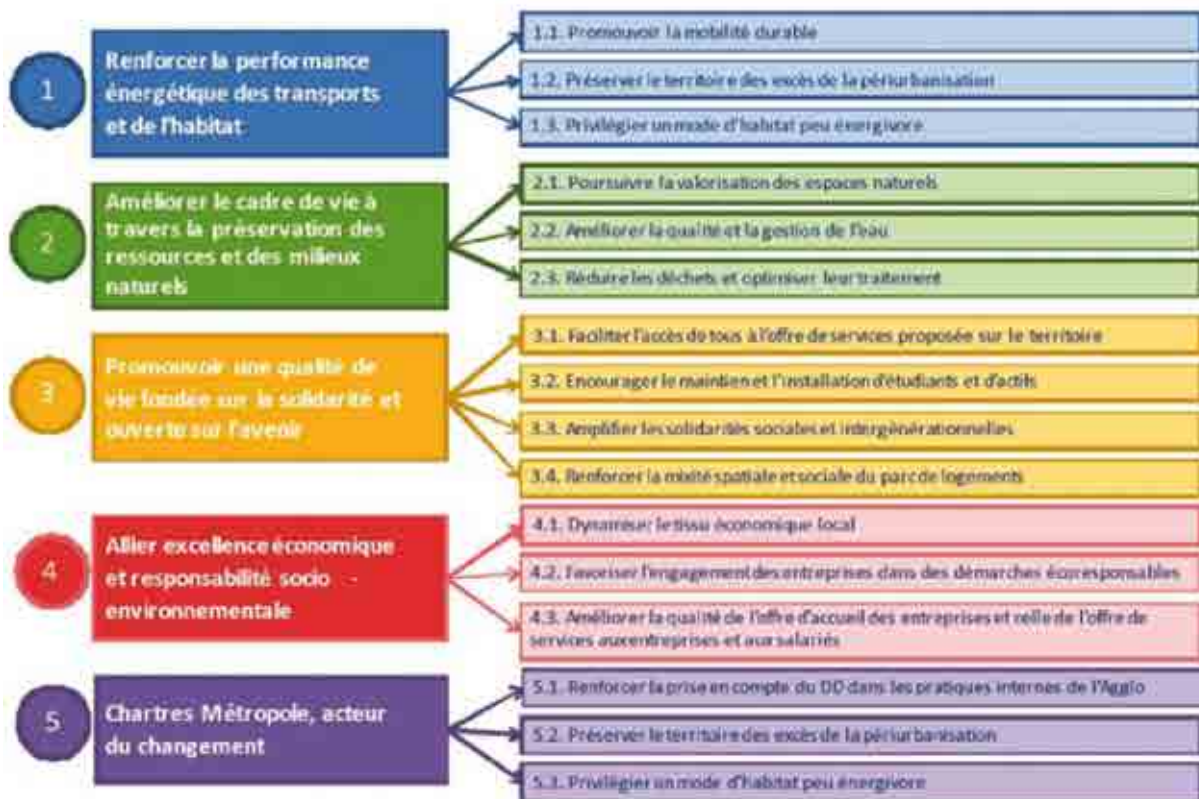 1
Renforcer la performance
énergétique des transports
et de l'habitat
1.1. Promouvoir la mobilité durable
1.2. Préserver le territoire des excès de la périurbanisation
1.3. Privilégier un mode d'habitat peu énergivore
2
Améliorer le cadre de vie à
travers la préservation des
ressources et des milieux
naturels
2.1. Poursuivre la valorisation des espaces naturels
2.2. Améliorer la qualité et la gestion de l'eau
2.3. Réduire les déchets et optimiser leur traitement
3
Promouvoir une qualité de
vie fondée sur la solidarité et
ouverte sur l'avenir
3.1. Faciliter l'accès de tous à l'offre de services proposée sur le territoire
3.2. Encourager le maintien et l'installation d'étudiants et d'actifs
3.3. Amplifier les solidarités sociales et intergénérationnelles
3.4. Renforcer la mixité spatiale et sociale du parc de logements
4
Allier excellence économique
et responsabilité socio -
environnementale
4.1. Dynamiser le tissu économique local
4.2. Favoriser l'engagement des entreprises dans des démarches écoresponsables
4.3. Améliorer la qualité de l'offre d'accueil des entreprises et celle de l'offre de
services aux entreprises et aux salariés
5
Chartres Métropole, acteur
du changement
5.1. Renforcer la prise en compte du DD dans les pratiques internes de l'Agglo
5.2. Préserver le territoire des excès de la périurbanisation
5.3. Privilégier un mode d'habitat peu énergivore